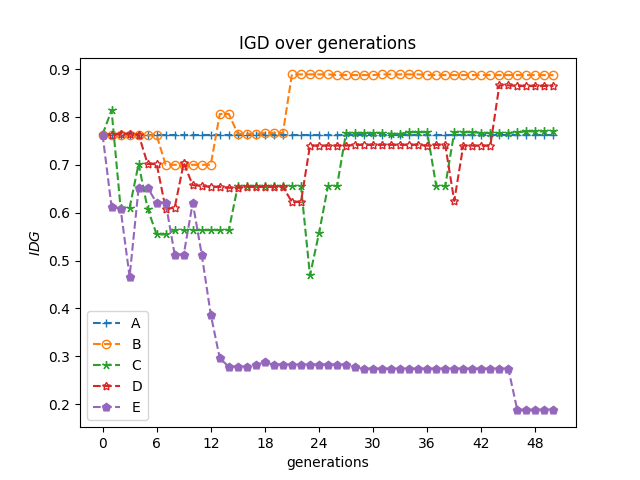 IGD over generations
0.9
0.8
0.7
0.6
0.5
0.4
0.3
0.2
IDG
A
B
C
D
E
0 6 12 18 24 30 36 42 48
generations